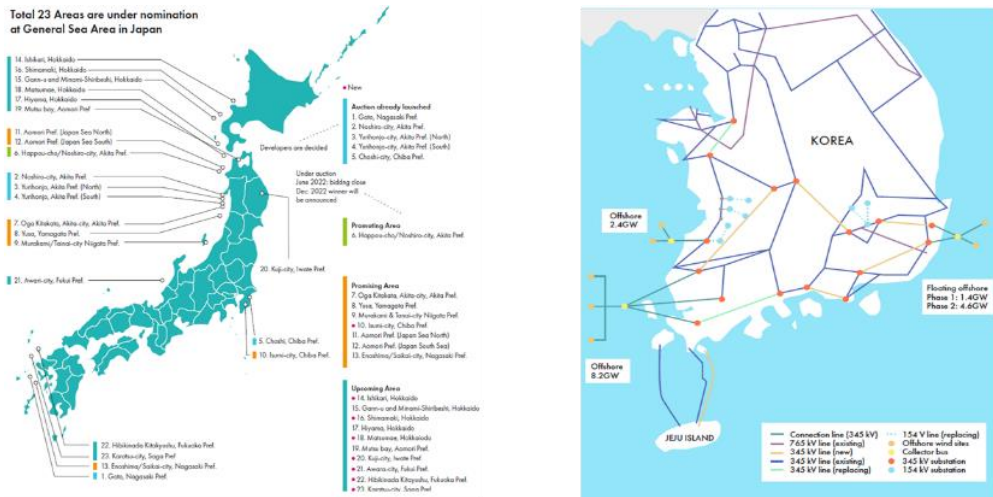 Total 23 Areas are under nomination
at General Sea Area in Japan
14. Ishikari, Hokkaido
16. Shimamaki, Hokkaido
15. Gann-u and Minami-Shiribeshi, Hokkaido
18. Matsumae, Hokkaido
17. Hiyama, Hokkaido
19. Mutsu bay, Aomori Pref.
11. Aomori Pref. (Japan Sea North)
12. Aomori Pref. (Japan Sea South)
6. Happou-cho/Noshiro-city, Akita Pref.
2. Noshiro-city, Akita Pref.
3. Yurihonjo, Akita Pref. (North)
4. Yurihonjo, Akita Pref. (South)
7. Oga Kitakata, Akita-city, Akita Pref.
8. Yusa, Yamagata Pref.
9. Murakami/Tainai-city Niigata Pref.
21. Awari-city, Fukui Pref.
22. Hibikinada Kitakyushu, Fukuoka Pref.
23. Karatsu-city, Saga Pref.
13. Enoshima/Saikai-city, Nagasaki Pref.
1. Goto, Nagasaki Pref.
Developers are decided
Under auction
June 2022: bidding close
Dec. 2022 winner will
be announced
20. Kuji-city, Iwate Pref.
5. Choshi, Chiba Pref.
10. Isumi-city, Chiba Pref.
New
Auction already launched
1. Goto, Nagasaki Pref.
2. Noshiro-city, Akita Pref.
3. Yurihonjo-city, Akita Pref. (North)
4. Yurihonjo-city, Akita Pref. (South)
5. Choshi-city, Chiba Pref.
Promoting Area
6. Happou-cho/Noshiro-city, Akita Pref.
Promising Area
7. Oga Kitakata, Akita-city, Akita Pref.
8. Yusa, Yamagata Pref.
9. Murakami & Tainai-city Niigata Pref.
10. Isumi-city, Chiba Pref.
11. Aomori Pref. (Japan Sea North)
12. Aomori Pref. (Japan South Sea)
13. Enoshima/Saikai-city, Nagasaki Pref.
Upcoming Area
14. Ishikari, Hokkaido
15. Gann-u and Minami-Shiribeshi, Hokkaido
16. Shimamaki, Hokkaido
17. Hiyama, Hokkaido
18. Matsumae, Hokkaido
19. Mutsu bay, Aomori Pref.
20. Kuji-city, Iwate Pref.
21. Awara-city, Fukui Pref.
22. Hibikinada Kitayushu, Fukuoka Pref.
23. Karatsu-city, Saga Pref.
KOREA
Offshore
2.4GW
Offshore
8.2GW
Floating offshore
Phase 1: 1.4GW
Phase 2: 4.6GW
JEJU ISLAND
Connection line (345 kV)
765 kV line (existing)
345 kV line (new)
345 kV line (existing)
345 kV line (replacing)
154 V line (replacing)
Offshore wind sites
Collector bus
345 kV substation
154 kV substation